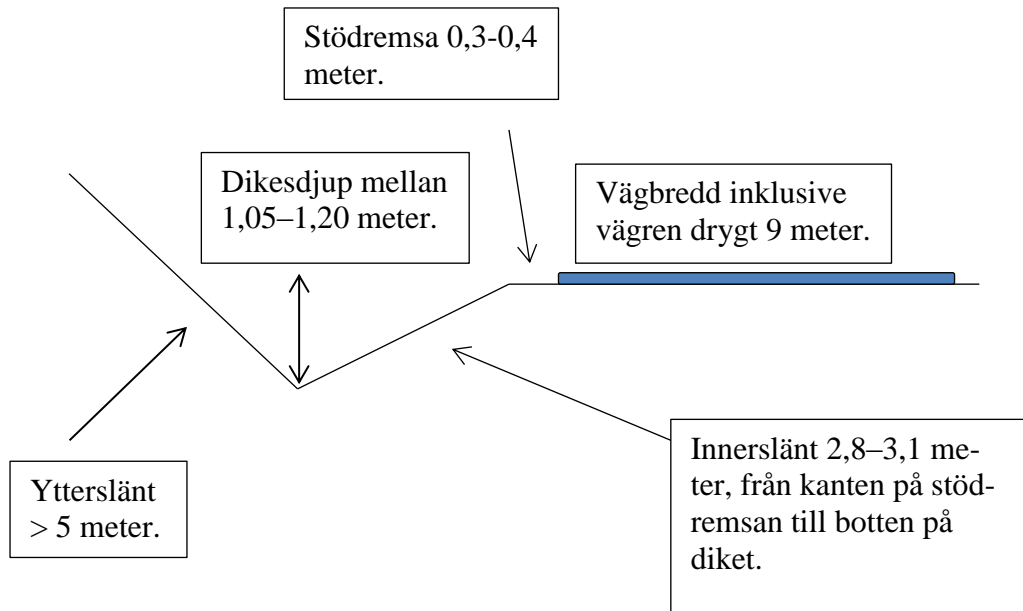 Stödremsa 0,3-0,4
meter.
Dikesdjup mellan
1,05–1,20 meter.
Vägbredd inklusive
vägren drygt 9 meter.
Ytterslänt
> 5 meter.
Innerslänt 2,8–3,1 me-
ter, från kanten på stöd-
remsan till botten på
diket.